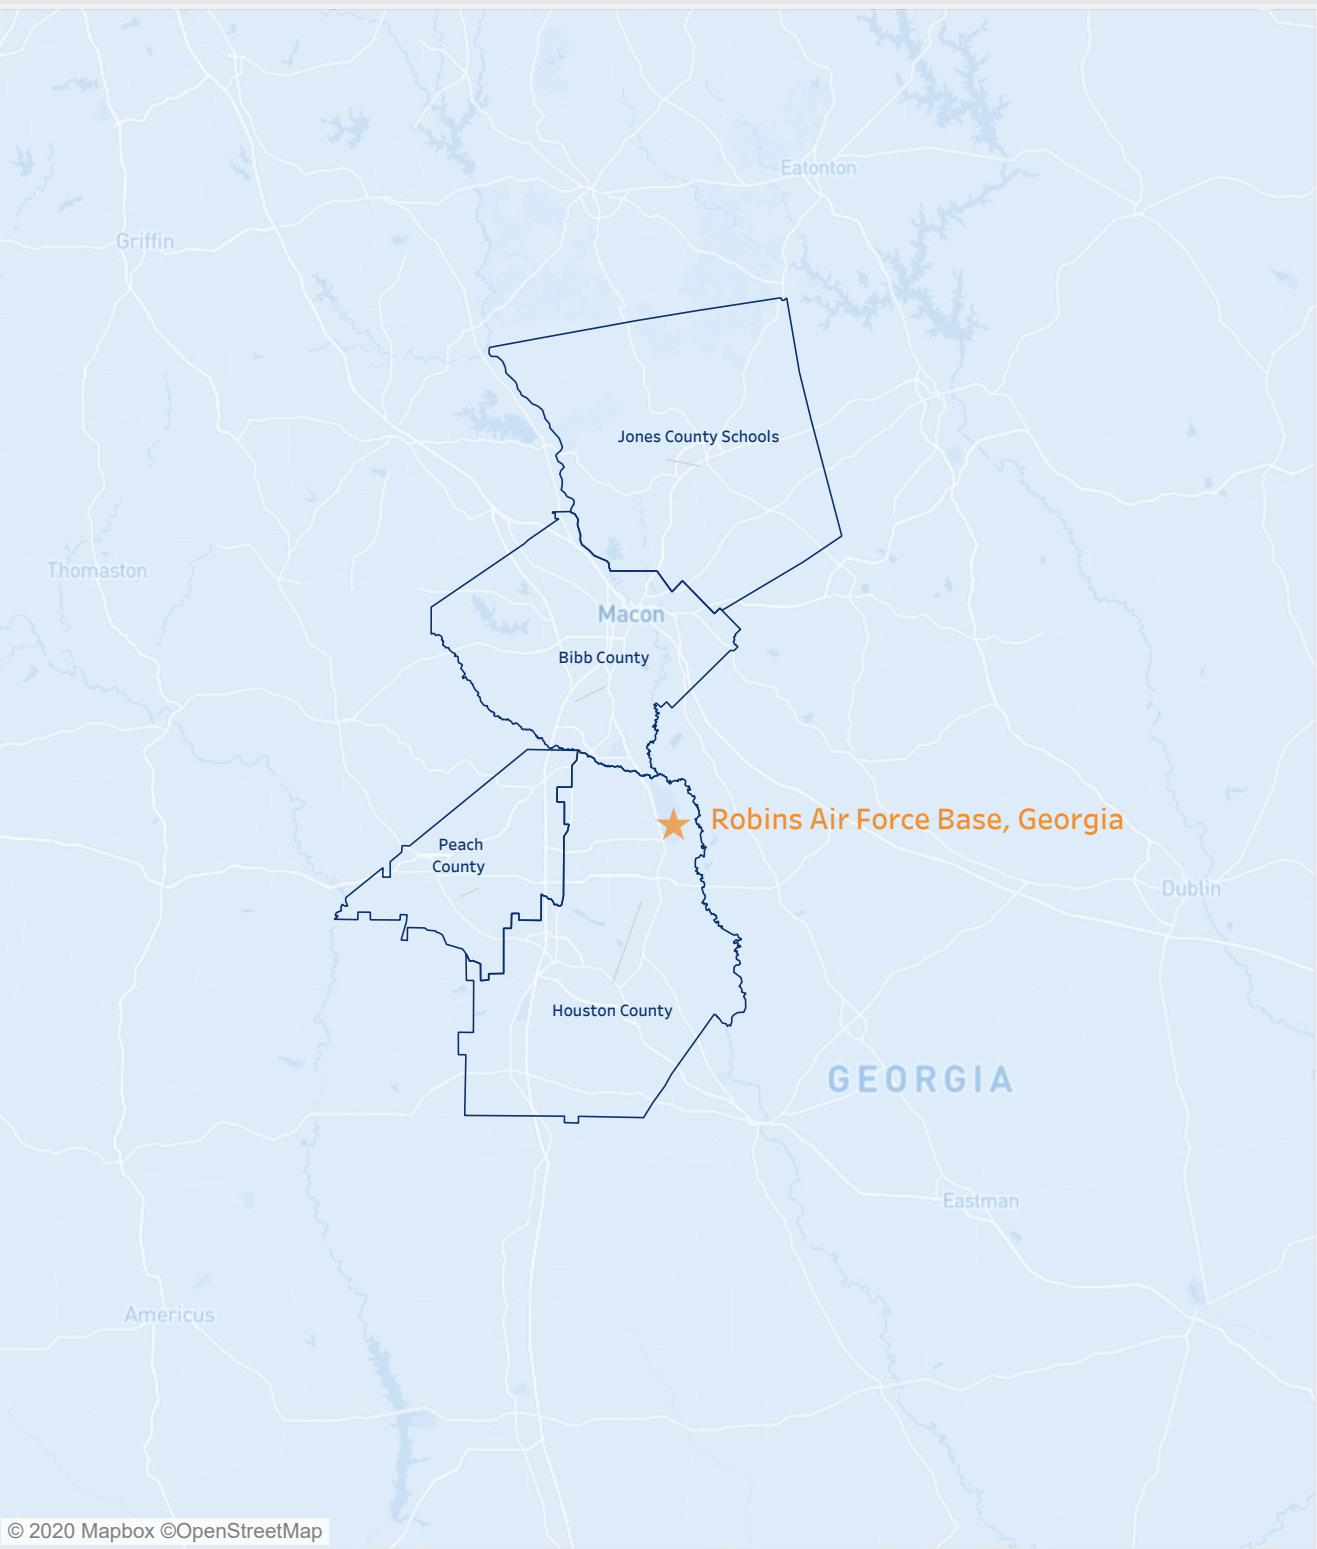 Eatonton
Griffin
Jones County Schools
Thomaston
Macon
Bibb County
Robins Air Force Base, Georgia
Peach
County
Dublin
Houston County
GEORGIA
Eastman
Americus
© 2020 Mapbox ©OpenStreetMap